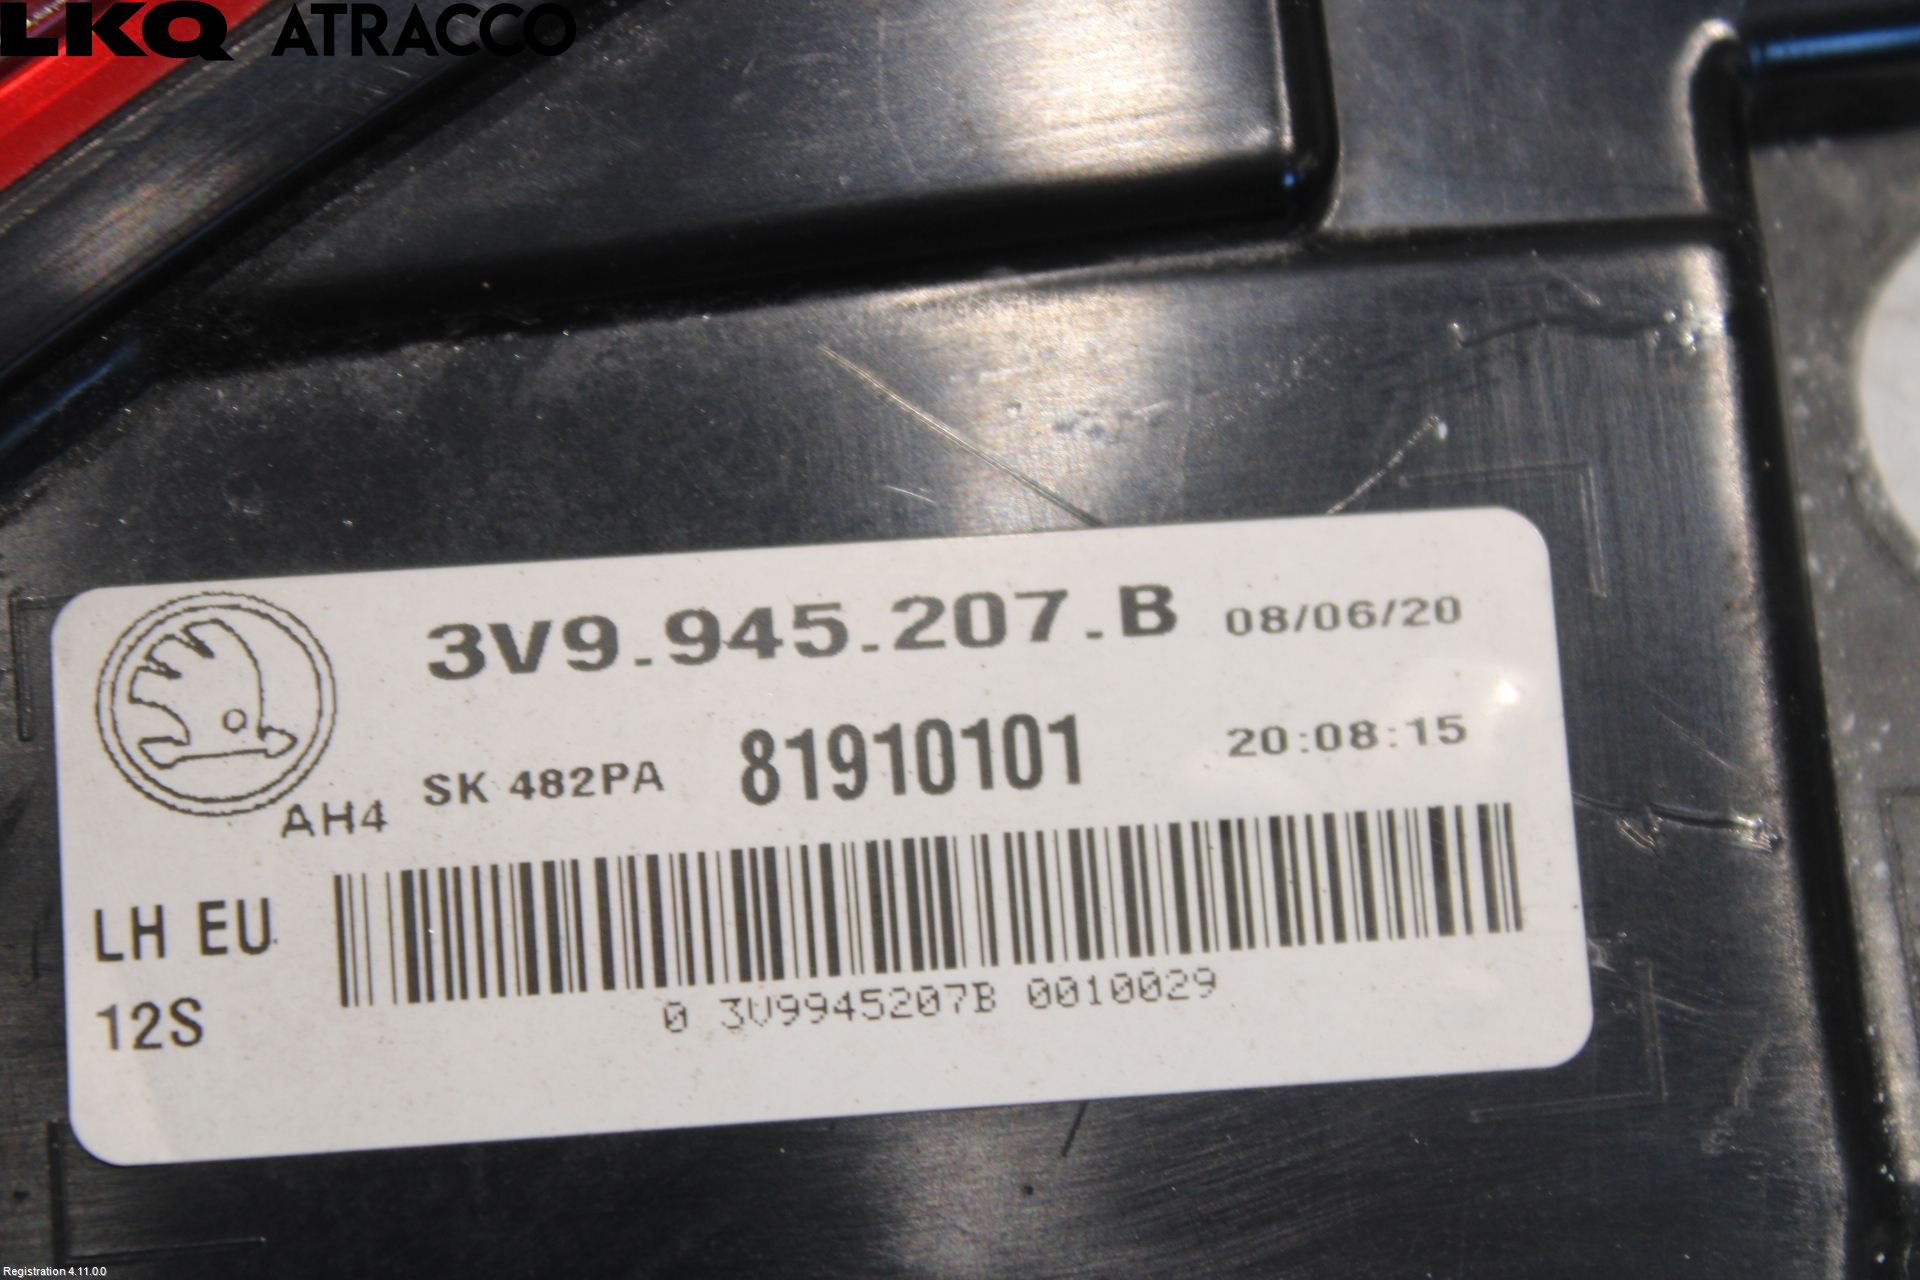 LKQ ATRACCO
3V9.945.207.B 08/06/20
SK 482PA 81910101 20:08:15
AH4
LH EU
12S
0 3V9945207B 0010029
Registration 4.11.0.0